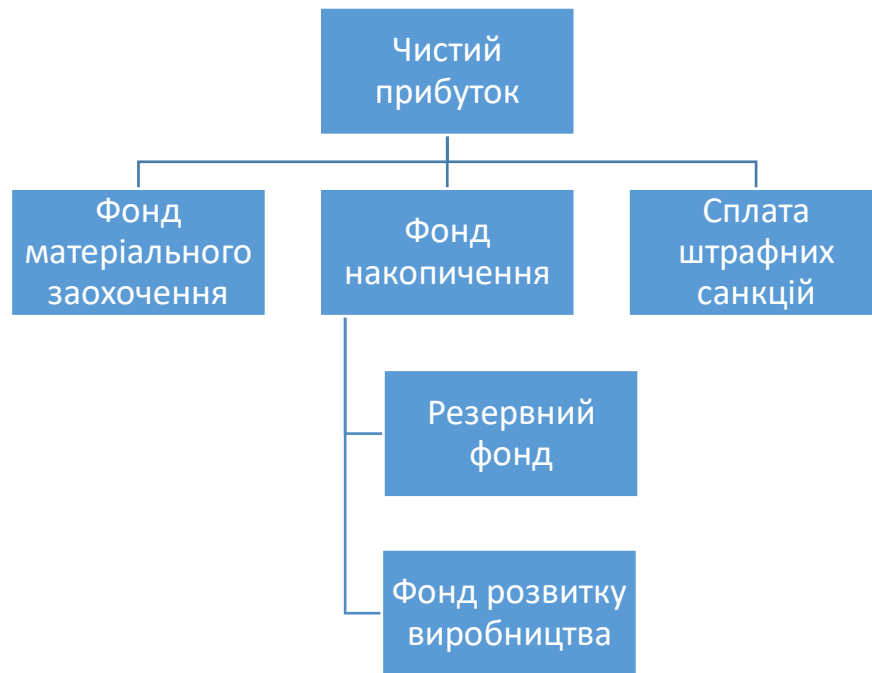 Чистий
прибуток
Фонд
матеріального
заохочення
Фонд
накопичення
Сплата
штрафних
санкцій
Резервний
фонд
Фонд розвитку
виробництва